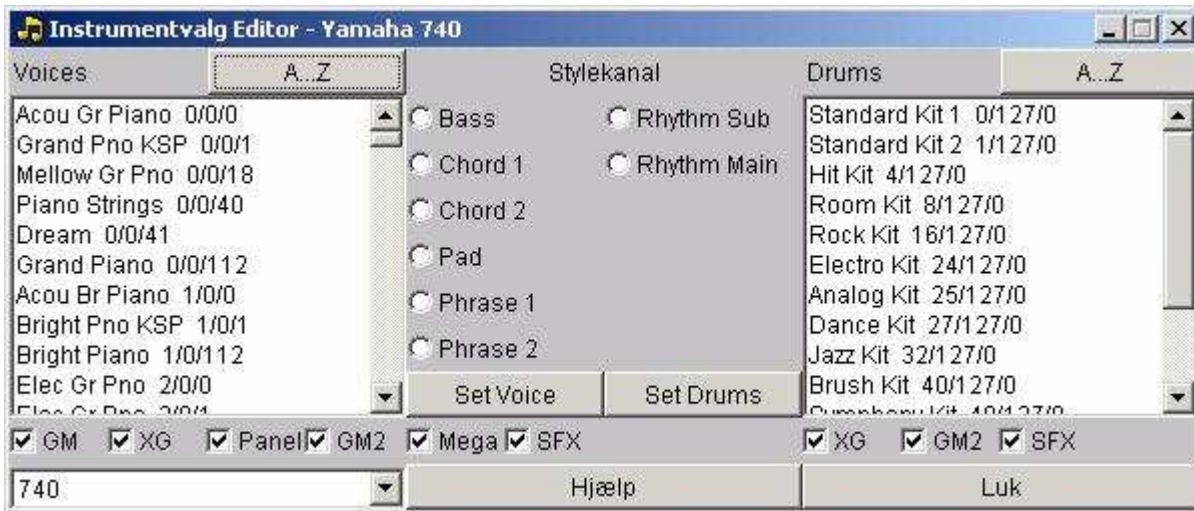 Instrumentvalg Editor - Yamaha 740
Voices
A...Z
Stylekanal
Drums
A...Z
Acou Gr Piano 0/0/0
Grand Pno KSP 0/0/1
Mellow Gr Pno 0/0/18
Piano Strings 0/0/40
Dream 0/0/41
Grand Piano 0/0/112
Acou Br Piano 1/0/0
Bright Pno KSP 1/0/1
Bright Piano 1/0/112
Elec Gr Pno 2/0/0
Bass
Chord 1
Chord 2
Pad
Phrase 1
Phrase 2
Rhythm Sub
Rhythm Main
Set Voice
Set Drums
Standard Kit 1 0/127/0
Standard Kit 2 1/127/0
Hit Kit 4/127/0
Room Kit 8/127/0
Rock Kit 16/127/0
Electro Kit 24/127/0
Analog Kit 25/127/0
Dance Kit 27/127/0
Jazz Kit 32/127/0
Brush Kit 40/127/0
GM XG Panel GM2 Mega SFX
XG GM2 SFX
740
Hjælp
Luk